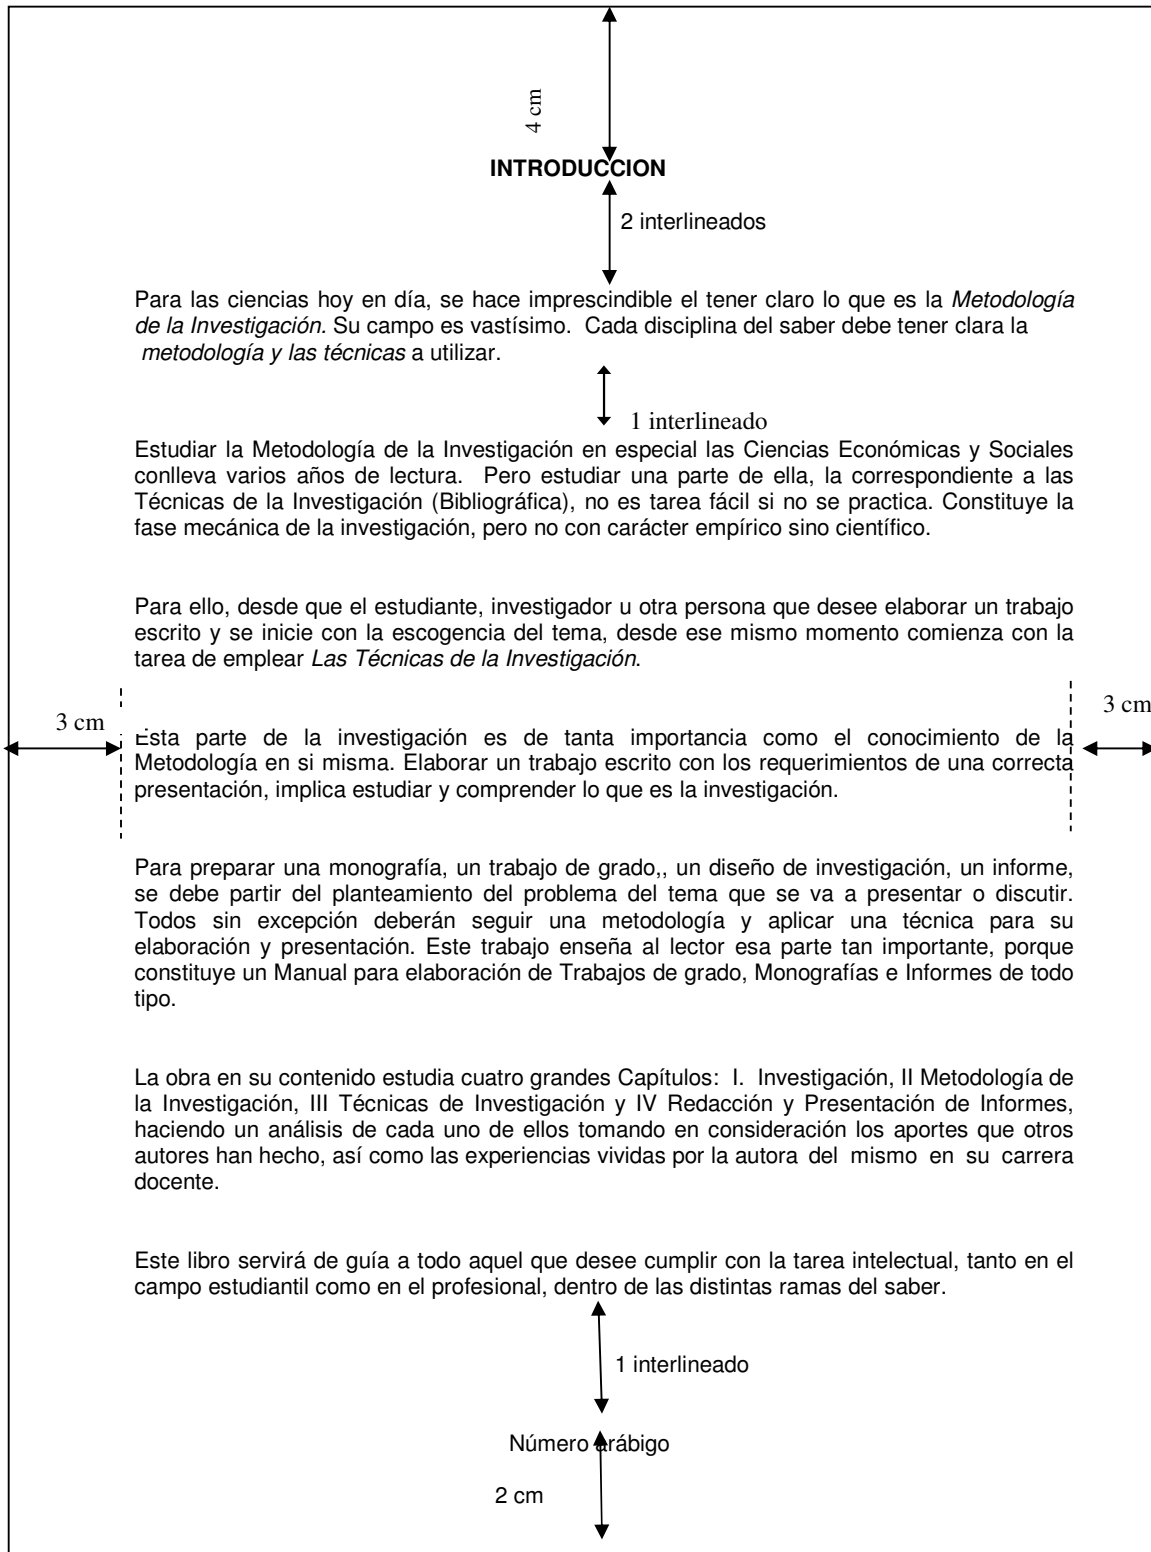 4 cm
INTRODUCCION
2 interlineados
Para las ciencias hoy en día, se hace imprescindible el tener claro lo que es la Metodología
de la Investigación. Su campo es vastísimo. Cada disciplina del saber debe tener clara la
metodología y las técnicas a utilizar.
1 interlineado
Estudiar la Metodología de la Investigación en especial las Ciencias Económicas y Sociales
conlleva varios años de lectura. Pero estudiar una parte de ella, la correspondiente a las
Técnicas de la Investigación (Bibliográfica), no es tarea fácil si no se practica. Constituye la
fase mecánica de la investigación, pero no con carácter empírico sino científico.
Para ello, desde que el estudiante, investigador u otra persona que desee elaborar un trabajo
escrito y se inicie con la escogencia del tema, desde ese mismo momento comienza con la
tarea de emplear Las Técnicas de la Investigación.
3 cm
3 cm
Esta parte de la investigación es de tanta importancia como el conocimiento de la
Metodología en si misma. Elaborar un trabajo escrito con los requerimientos de una correcta
presentación, implica estudiar y comprender lo que es la investigación.
Para preparar una monografía, un trabajo de grado,, un diseño de investigación, un informe,
se debe partir del planteamiento del problema del tema que se va a presentar o discutir.
Todos sin excepción deberán seguir una metodología y aplicar una técnica para su
elaboración y presentación. Este trabajo enseña al lector esa parte tan importante, porque
constituye un Manual para elaboración de Trabajos de grado, Monografías e Informes de todo
tipo.
La obra en su contenido estudia cuatro grandes Capítulos: I. Investigación, II Metodología de
la Investigación, III Técnicas de Investigación y IV Redacción y Presentación de Informes,
haciendo un análisis de cada uno de ellos tomando en consideración los aportes que otros
autores han hecho, así como las experiencias vividas por la autora del mismo en su carrera
docente.
Este libro servirá de guía a todo aquel que desee cumplir con la tarea intelectual, tanto en el
campo estudiantil como en el profesional, dentro de las distintas ramas del saber.
1 interlineado
Número arábigo
2 cm